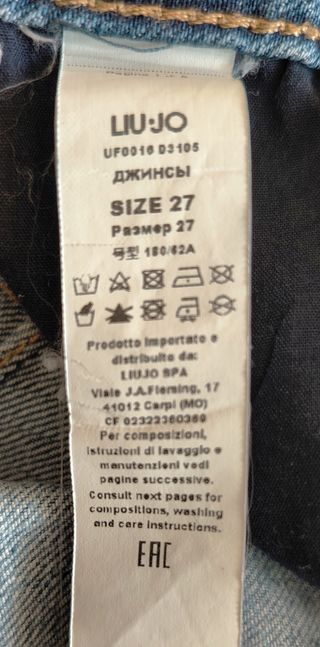 LIU·JO
UF0016 D3105
ДЖИНСЫ
SIZE 27
Размер 27
号型 160/62A
Prodotto importato e
distribuito da:
LIUJO SPA
Viale J.A.Fleming, 17
41012 Carpi (MO)
CF 02322360369
Per composizioni,
istruzioni di lavaggio e
manutenzioni vedi
pagine successive.
Consult next pages for
compositions, washing
and care instructions.
EAC